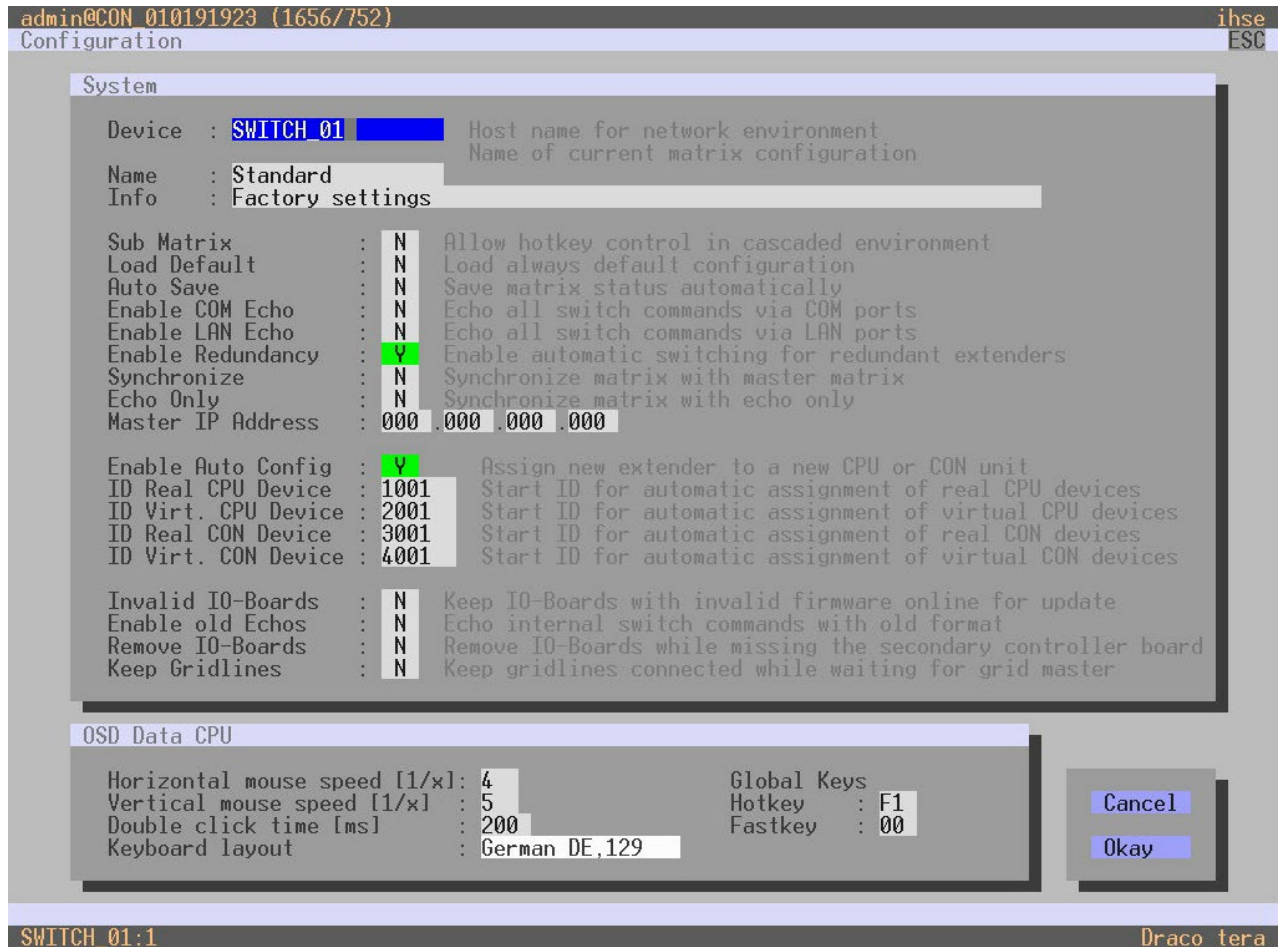 admin@CON_010191923 (1656/752) ihse
Configuration ESC
System
Device : SWITCH_01 Host name for network environment
Name of current matrix configuration
Name : Standard
Info : Factory settings
Sub Matrix : N Allow hotkey control in cascaded environment
Load Default : N Load always default configuration
Auto Save : N Save matrix status automatically
Enable COM Echo : N Echo all switch commands via COM ports
Enable LAN Echo : N Echo all switch commands via LAN ports
Enable Redundancy : Y Enable automatic switching for redundant extenders
Synchronize : N Synchronize matrix with master matrix
Echo Only : N Synchronize matrix with echo only
Master IP Address : 000 .000 .000 .000
Enable Auto Config : Y Assign new extender to a new CPU or CON unit
ID Real CPU Device : 1001 Start ID for automatic assignment of real CPU devices
ID Virt. CPU Device : 2001 Start ID for automatic assignment of virtual CPU devices
ID Real CON Device : 3001 Start ID for automatic assignment of real CON devices
ID Virt. CON Device : 4001 Start ID for automatic assignment of virtual CON devices
Invalid IO-Boards : N Keep IO-Boards with invalid firmware online for update
Enable old Echos : N Echo internal switch commands with old format
Remove IO-Boards : N Remove IO-Boards while missing the secondary controller board
Keep Gridlines : N Keep gridlines connected while waiting for grid master
OSD Data CPU
Horizontal mouse speed [1/x]: 4 Global Keys
Vertical mouse speed [1/x] : 5 Hotkey : F1 Cancel
Double click time [ms] : 200 Fastkey : 00
Keyboard layout : German DE,129 Okay
SWITCH_01:1 Draco tera